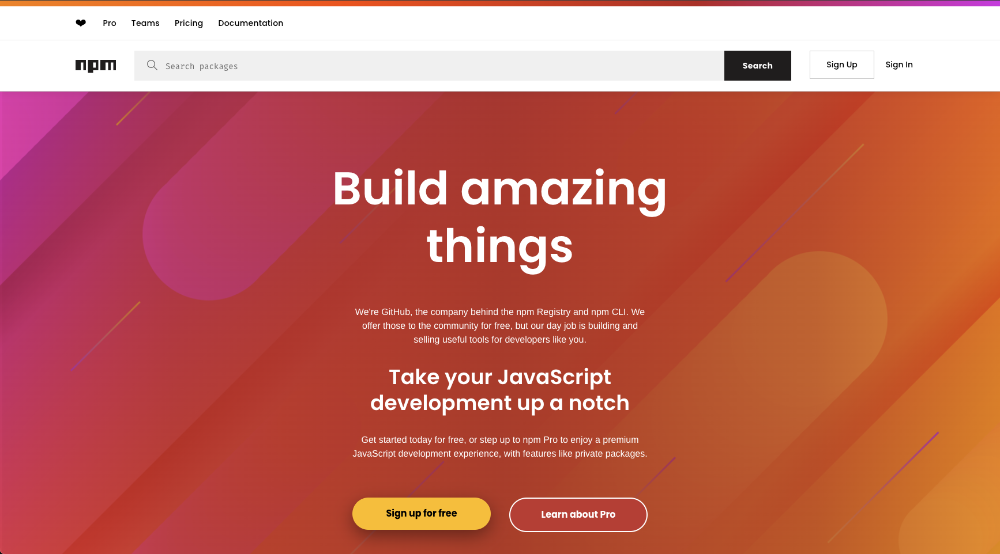 ❤ Pro Teams Pricing Documentation
npm Search packages Search Sign Up Sign In
Build amazing
things
We're GitHub, the company behind the npm Registry and npm CLI. We
offer those to the community for free, but our day job is building and
selling useful tools for developers like you.
Take your JavaScript
development up a notch
Get started today for free, or step up to npm Pro to enjoy a premium
JavaScript development experience, with features like private packages.
Sign up for free Learn about Pro